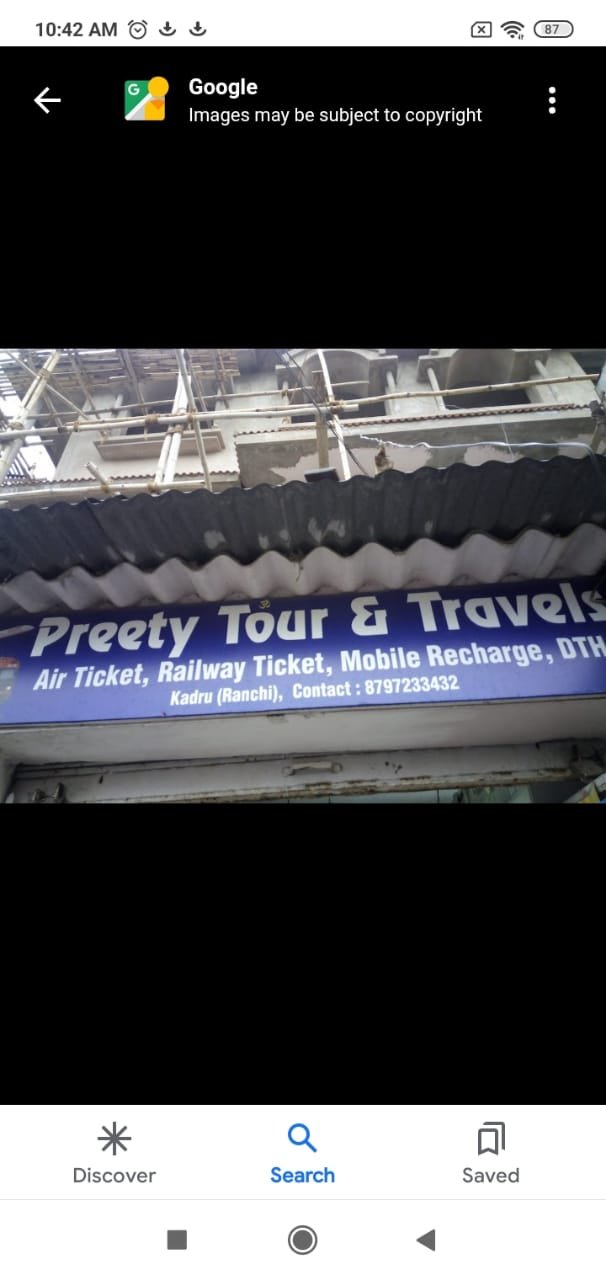 10:42 AM
87
Google
Images may be subject to copyright
G
ॐ
Preety Tour & Travels
Air Ticket, Railway Ticket, Mobile Recharge, DTH
Kadru (Ranchi), Contact : 8797233432
Discover
Search
Saved